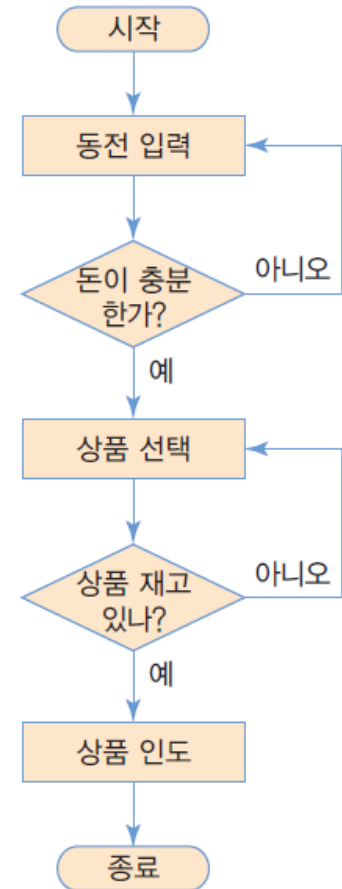 시작
동전 입력
돈이 충분
한가?
아니오
예
상품 선택
상품 재고
있나?
아니오
예
상품 인도
종료